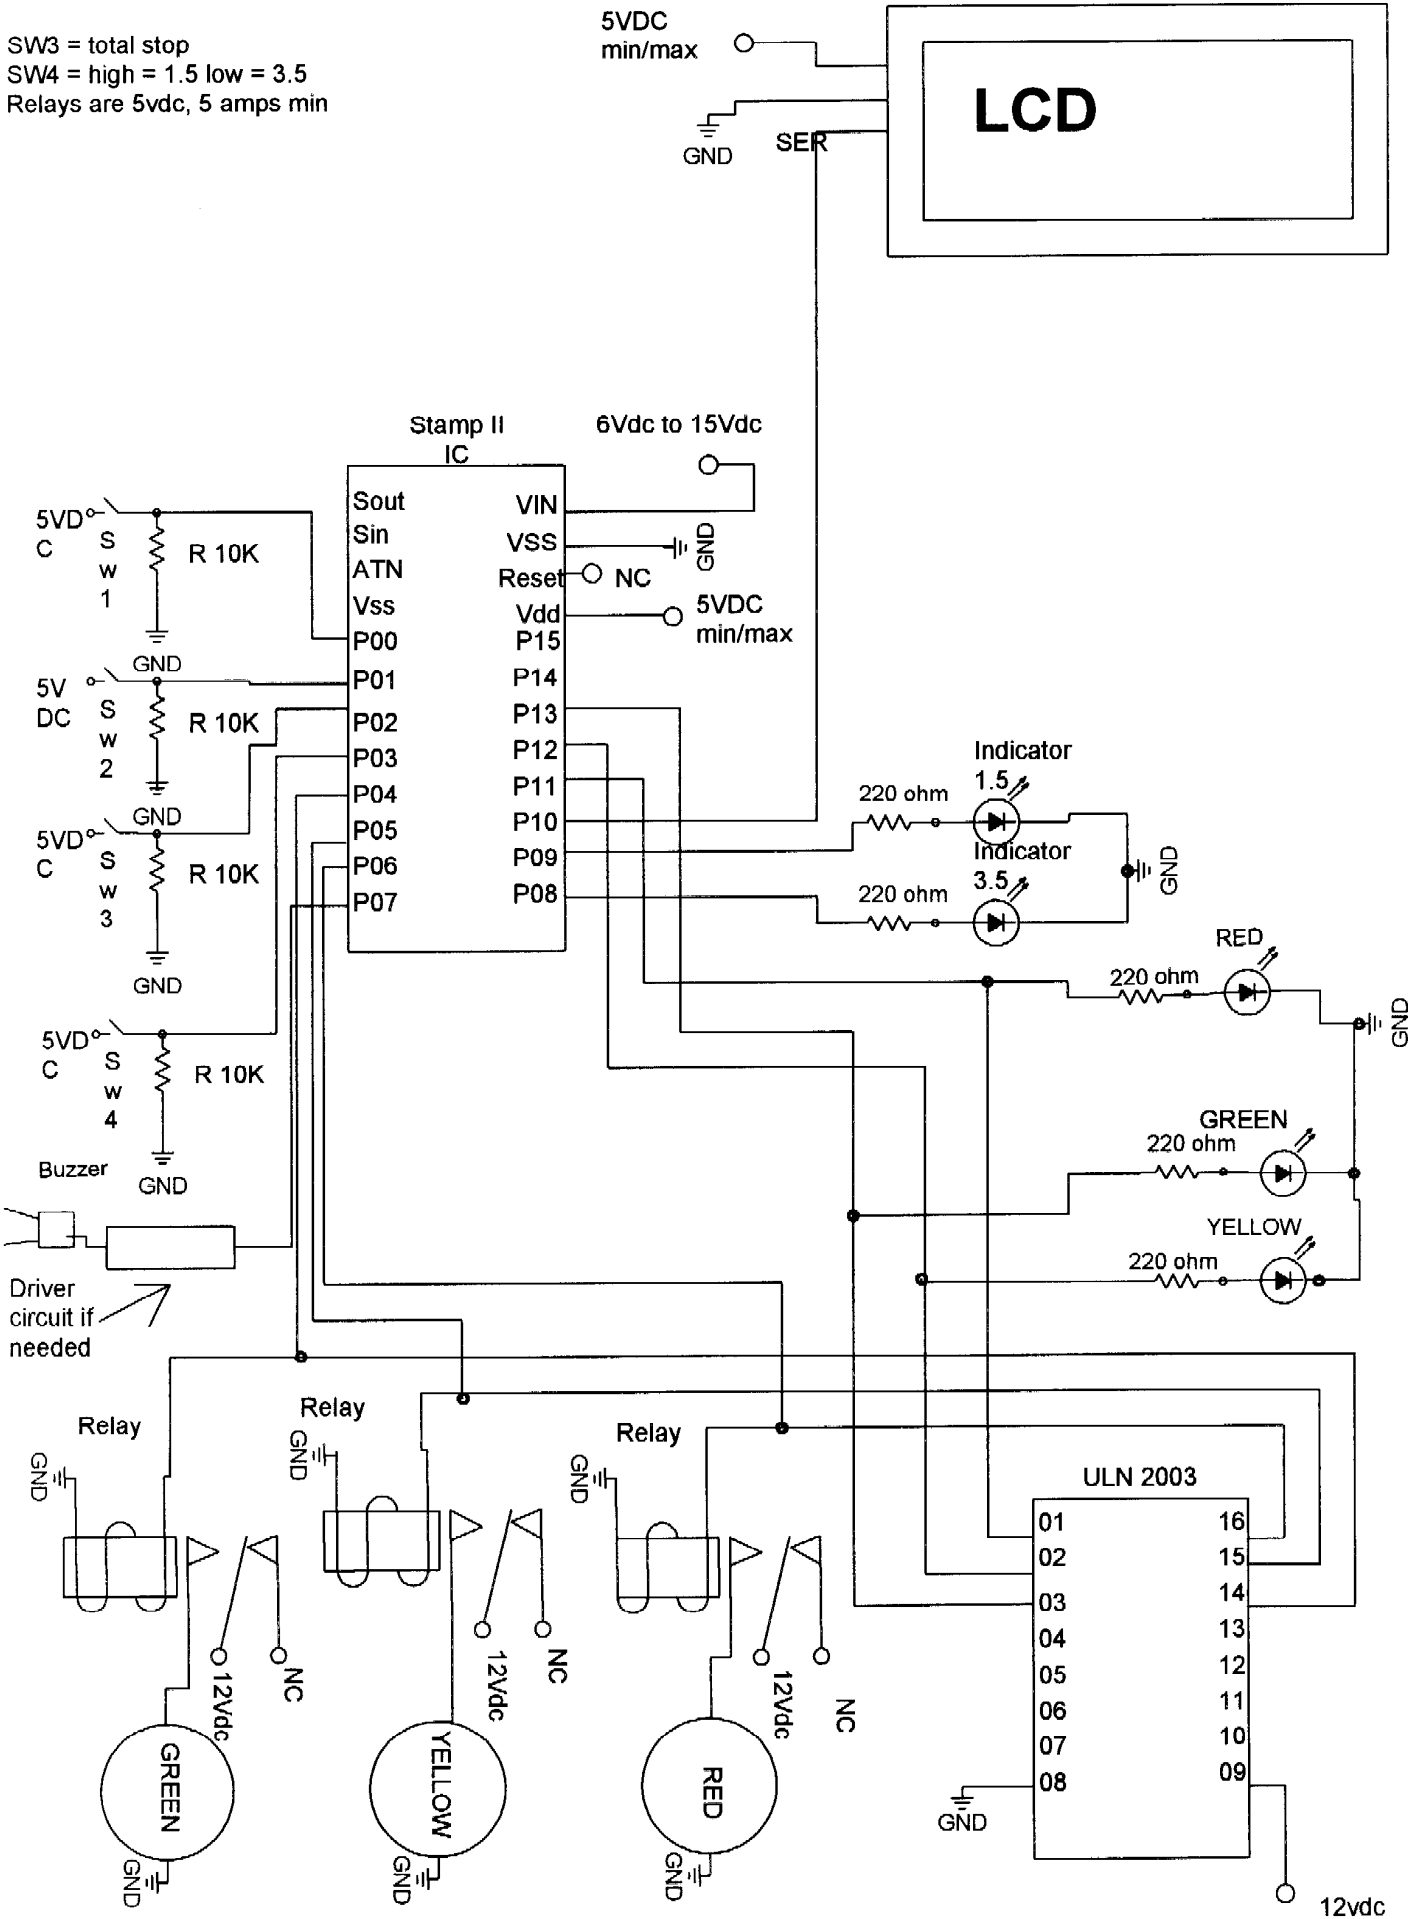 SW3 = total stop
SW4 = high = 1.5 low = 3.5
Relays are 5vdc, 5 amps min
5VDC
min/max
GND
SER
LCD
Stamp II
IC
6Vdc to 15Vdc
Sout
Sin
ATN
Vss
P00
P01
P02
P03
P04
P05
P06
P07
VIN
VSS
Reset
Vdd
P15
P14
P13
P12
P11
P10
P09
P08
GND
NC
5VDC
min/max
5VD
C
S
w
1
R 10K
GND
5V
DC
S
w
2
R 10K
GND
5VD
C
S
w
3
R 10K
GND
5VD
C
S
w
4
R 10K
GND
Indicator
1.5
220 ohm
Indicator
3.5
220 ohm
GND
RED
220 ohm
GND
GREEN
220 ohm
YELLOW
220 ohm
Buzzer
Driver
circuit if
needed
Relay
GND
12Vdc
NC
GREEN
GND
Relay
GND
12Vdc
NC
YELLOW
GND
Relay
GND
12Vdc
NC
RED
GND
ULN 2003
01
02
03
04
05
06
07
08
16
15
14
13
12
11
10
09
GND
12vdc